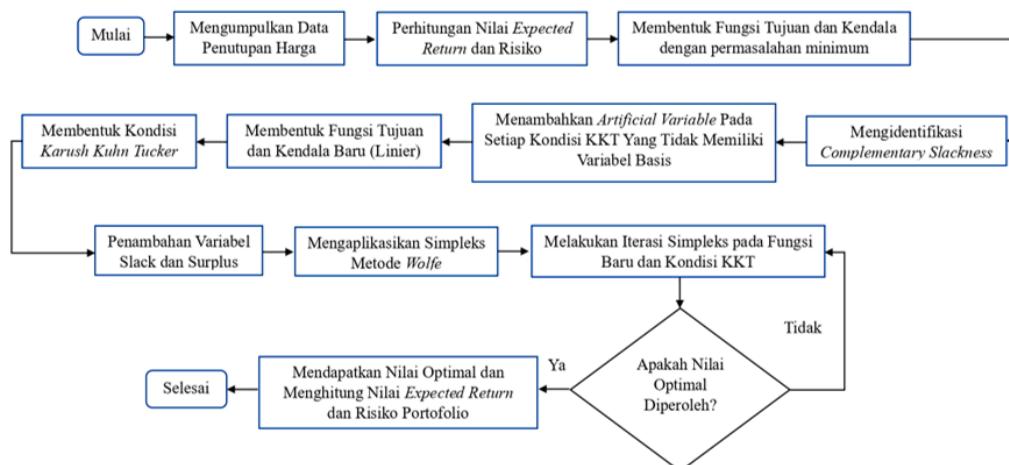 Mulai
Mengumpulkan Data
Penutupan Harga
Perhitungan Nilai Expected
Return dan Risiko
Membentuk Fungsi Tujuan dan Kendala
dengan permasalahan minimum
Mengidentifikasi
Complementary Slackness
Menambahkan Artificial Variable Pada
Setiap Kondisi KKT Yang Tidak Memiliki
Variabel Basis
Membentuk Fungsi Tujuan
dan Kendala Baru (Linier)
Membentuk Kondisi
Karush Kuhn Tucker
Penambahan Variabel
Slack dan Surplus
Mengaplikasikan Simpleks
Metode Wolfe
Melakukan Iterasi Simpleks pada Fungsi
Baru dan Kondisi KKT
Tidak
Apakah Nilai
Optimal
Diperoleh?
Ya
Mendapatkan Nilai Optimal dan
Menghitung Nilai Expected Return
dan Risiko Portofolio
Selesai